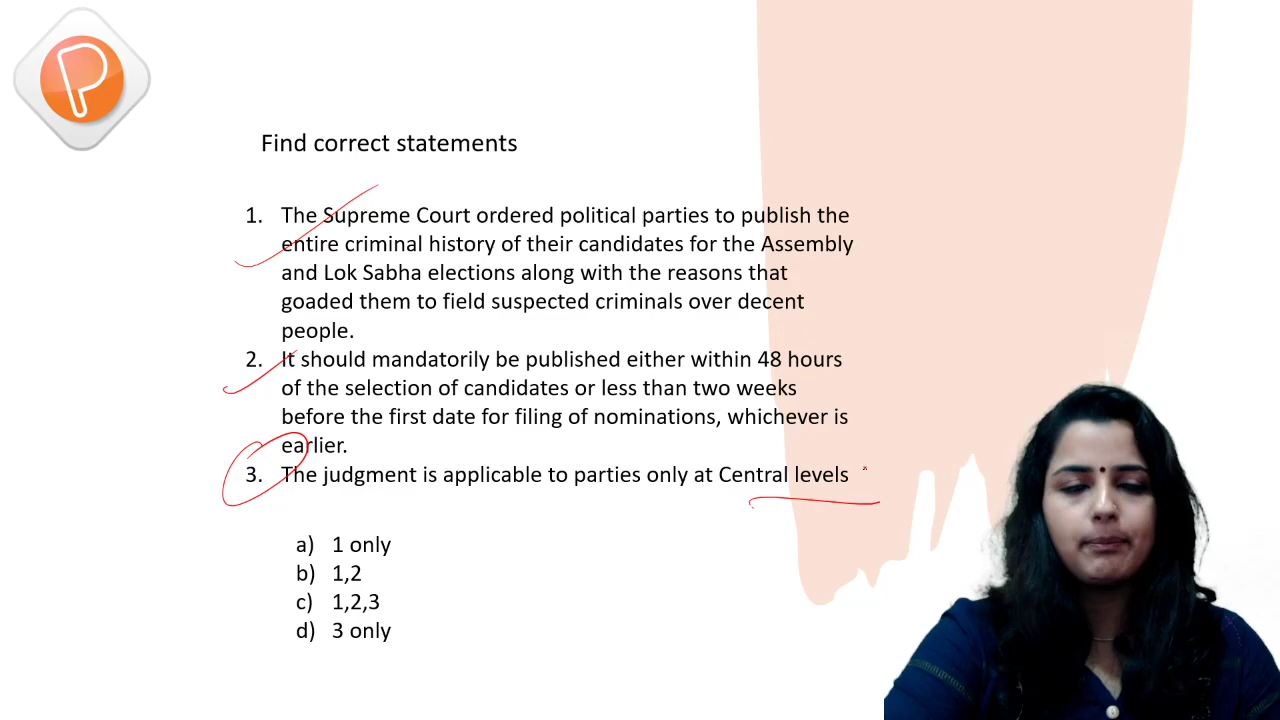 Find correct statements
1. The Supreme Court ordered political parties to publish the
entire criminal history of their candidates for the Assembly
and Lok Sabha elections along with the reasons that
goaded them to field suspected criminals over decent
people.
2. It should mandatorily be published either within 48 hours
of the selection of candidates or less than two weeks
before the first date for filing of nominations, whichever is
earlier.
3. The judgment is applicable to parties only at Central levels
a) 1 only
b) 1,2
c) 1,2,3
d) 3 only